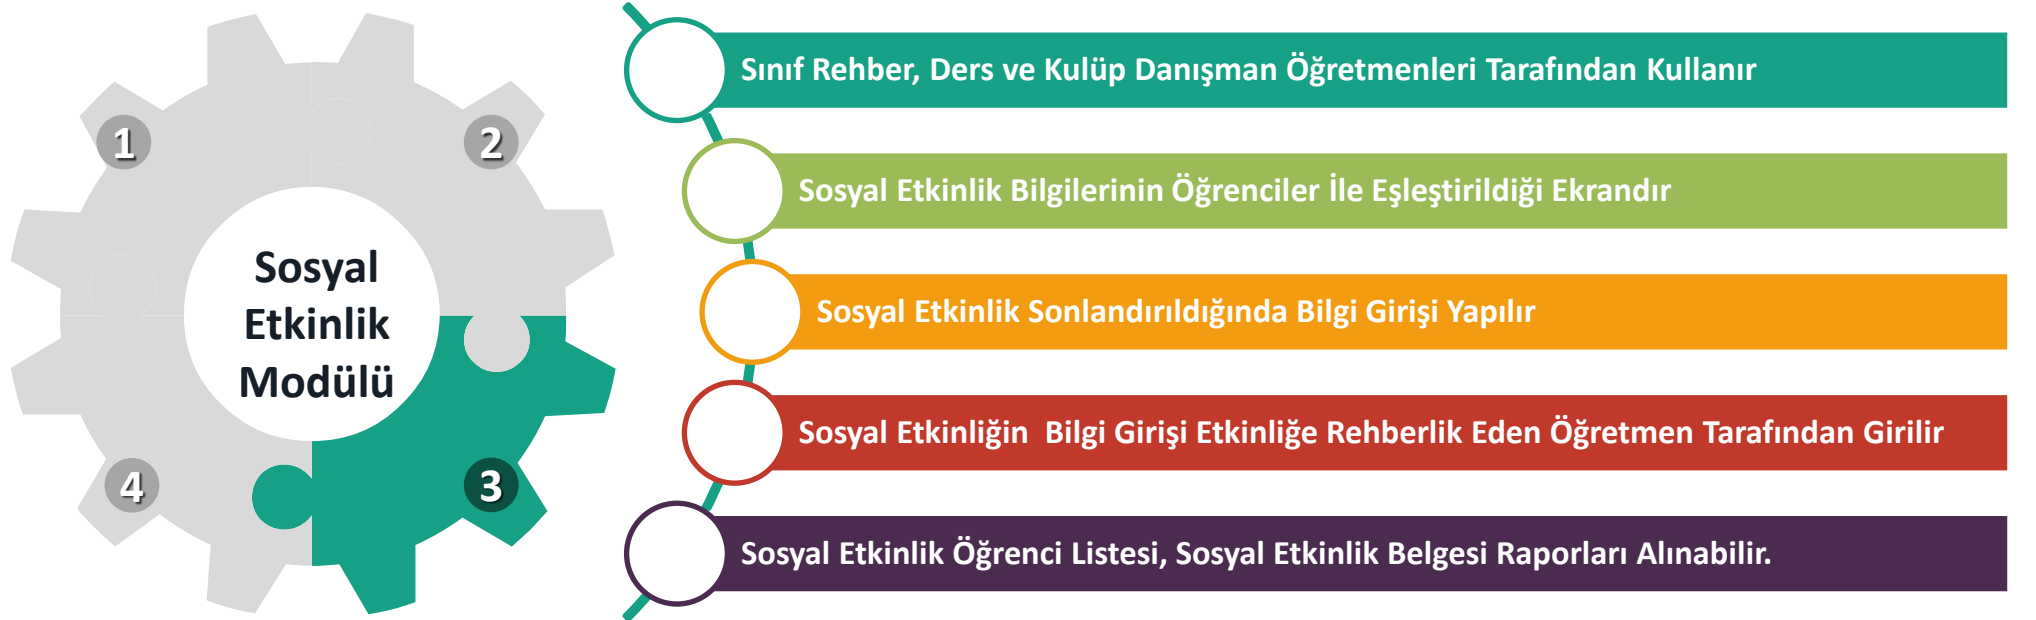 1
2
Sosyal
Etkinlik
Modülü
4
3
Sınıf Rehber, Ders ve Kulüp Danışman Öğretmenleri Tarafından Kullanır
Sosyal Etkinlik Bilgilerinin Öğrenciler İle Eşleştirildiği Ekrandır
Sosyal Etkinlik Sonlandırıldığında Bilgi Girişi Yapılır
Sosyal Etkinliğin  Bilgi Girişi Etkinliğe Rehberlik Eden Öğretmen Tarafından Girilir
Sosyal Etkinlik Öğrenci Listesi, Sosyal Etkinlik Belgesi Raporları Alınabilir.